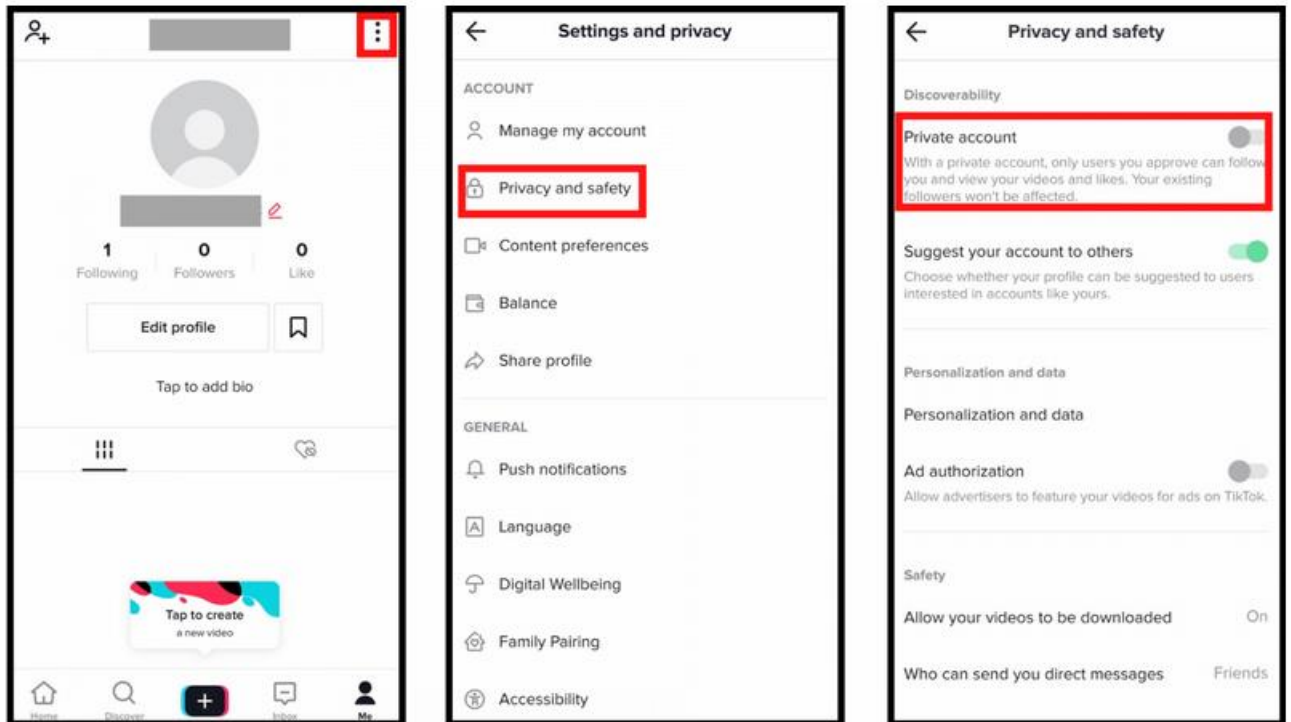 1
0
0
Following
Followers
Like
Edit profile
Tap to add bio
Tap to create
a new video
Home
Discover
Inbox
Me
Settings and privacy
ACCOUNT
Manage my account
Privacy and safety
Content preferences
Balance
Share profile
GENERAL
Push notifications
A Language
Digital Wellbeing
Family Pairing
Accessibility
Privacy and safety
Discoverability
Private account
With a private account, only users you approve can follow
you and view your videos and likes. Your existing
followers won't be affected.
Suggest your account to others
Choose whether your profile can be suggested to users
interested in accounts like yours.
Personalization and data
Personalization and data
Ad authorization
Allow advertisers to feature your videos for ads on TikTok.
Safety
Allow your videos to be downloaded On
Who can send you direct messages Friends